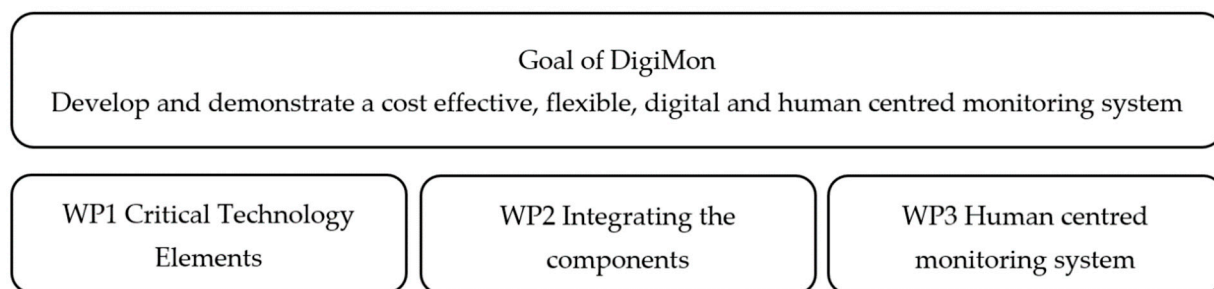 Goal of DigiMon
Develop and demonstrate a cost effective, flexible, digital and human centred monitoring system
WP1 Critical Technology
Elements
WP2 Integrating the
components
WP3 Human centred
monitoring system